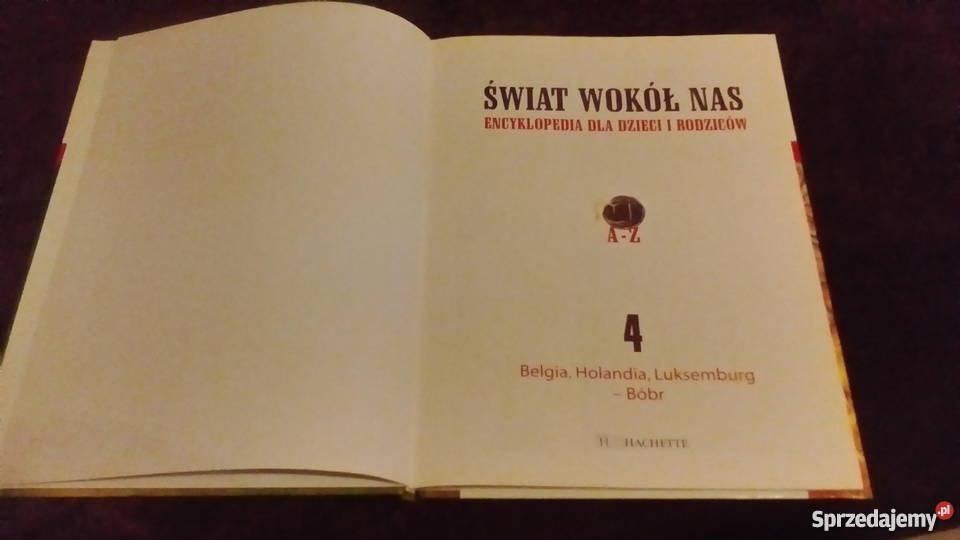 ŚWIAT WOKÓŁ NAS
ENCYKLOPEDIA DLA DZIECI I RODZICÓW
A - Z
4
Belgia, Holandia, Luksemburg
– Bóbr
HACHETTE
Sprzedajemy.pl